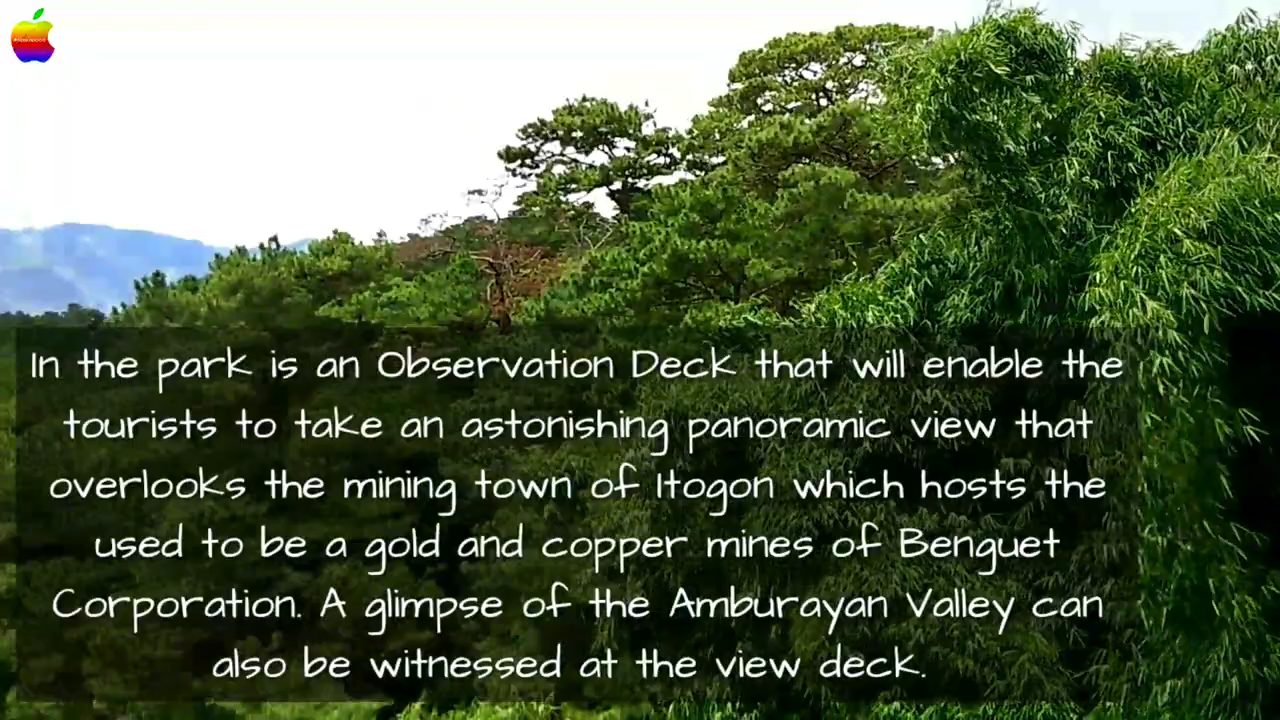 In the park is an Observation Deck that will enable the
tourists to take an astonishing panoramic view that
overlooks the mining town of Itogon which hosts the
used to be a gold and copper mines of Benguet
Corporation. A glimpse of the Amburayan Valley can
also be witnessed at the view deck.